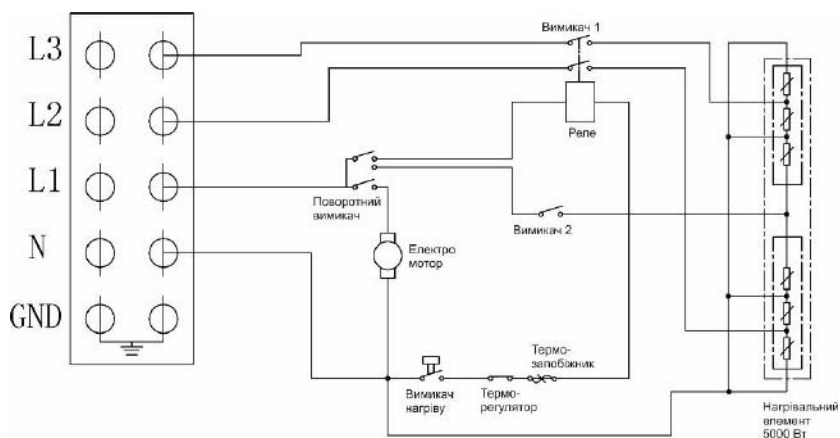 L3
L2
L1
N
GND
Вимикач 1
Реле
Поворотний
вимикач
Вимикач 2
Електро
мотор
Вимикач
нагріву
Термо-
регулятор
Термо-
запобіжник
Нагрівальний
елемент
5000 Вт